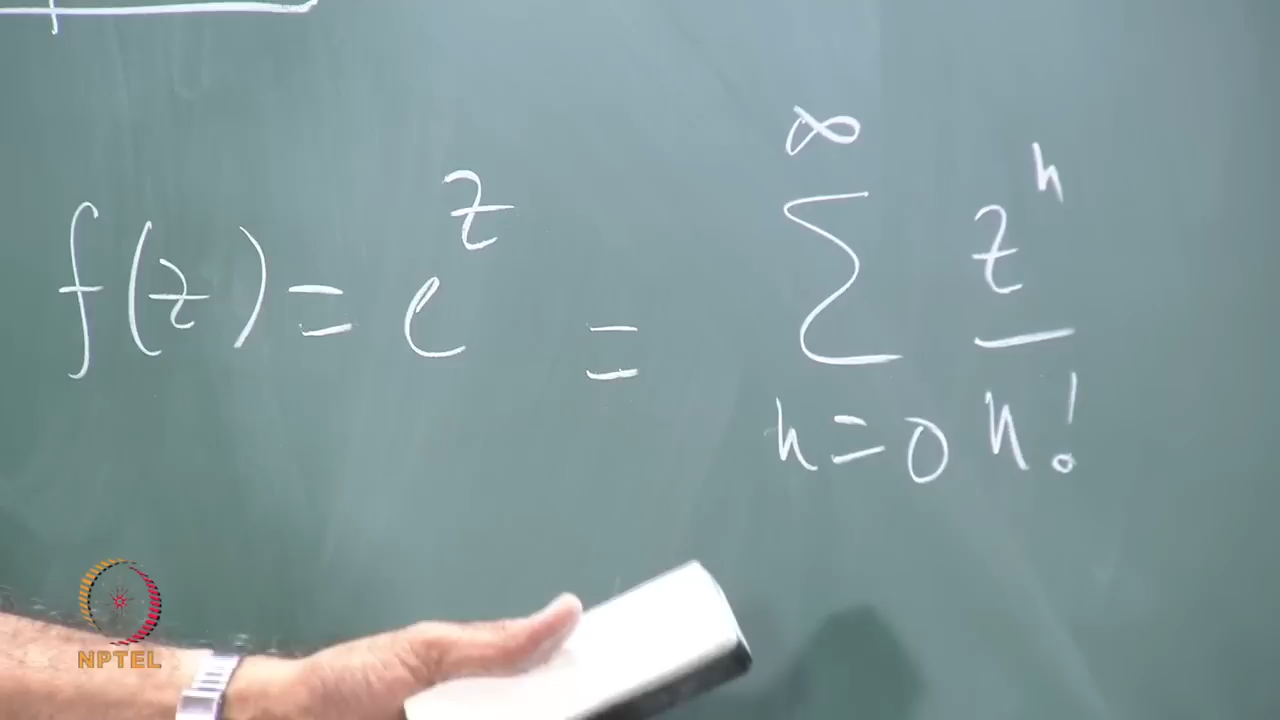 f(z) = e^z = ∑_{n=0}^{∞} z^n / n!
NPTEL